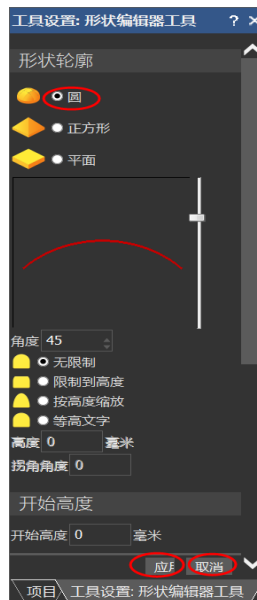 工具设置: 形状编辑器工具 ? ×
形状轮廓
圆
正方形
平面
角度 45
无限制
限制到高度
按高度缩放
等高文字
高度 0 毫米
拐角角度 0
开始高度
开始高度 0 毫米
应用 取消
项目 工具设置: 形状编辑器工具